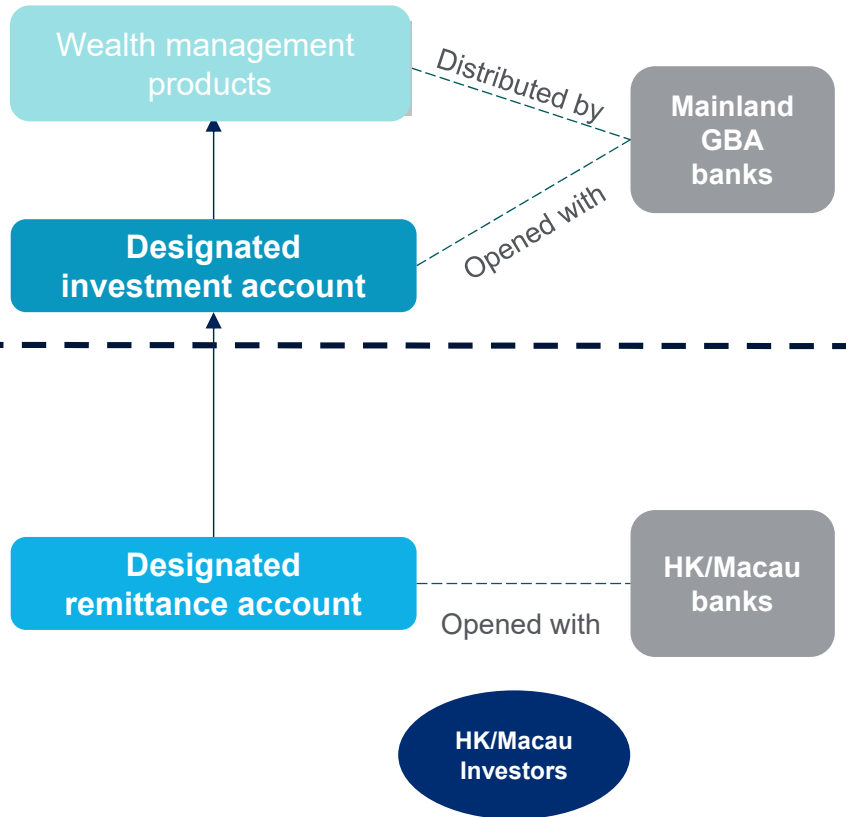 Wealth management
products
Distributed by
Mainland
GBA
banks
Opened with
Designated
investment account
Designated
remittance account
Opened with
HK/Macau
banks
HK/Macau
Investors